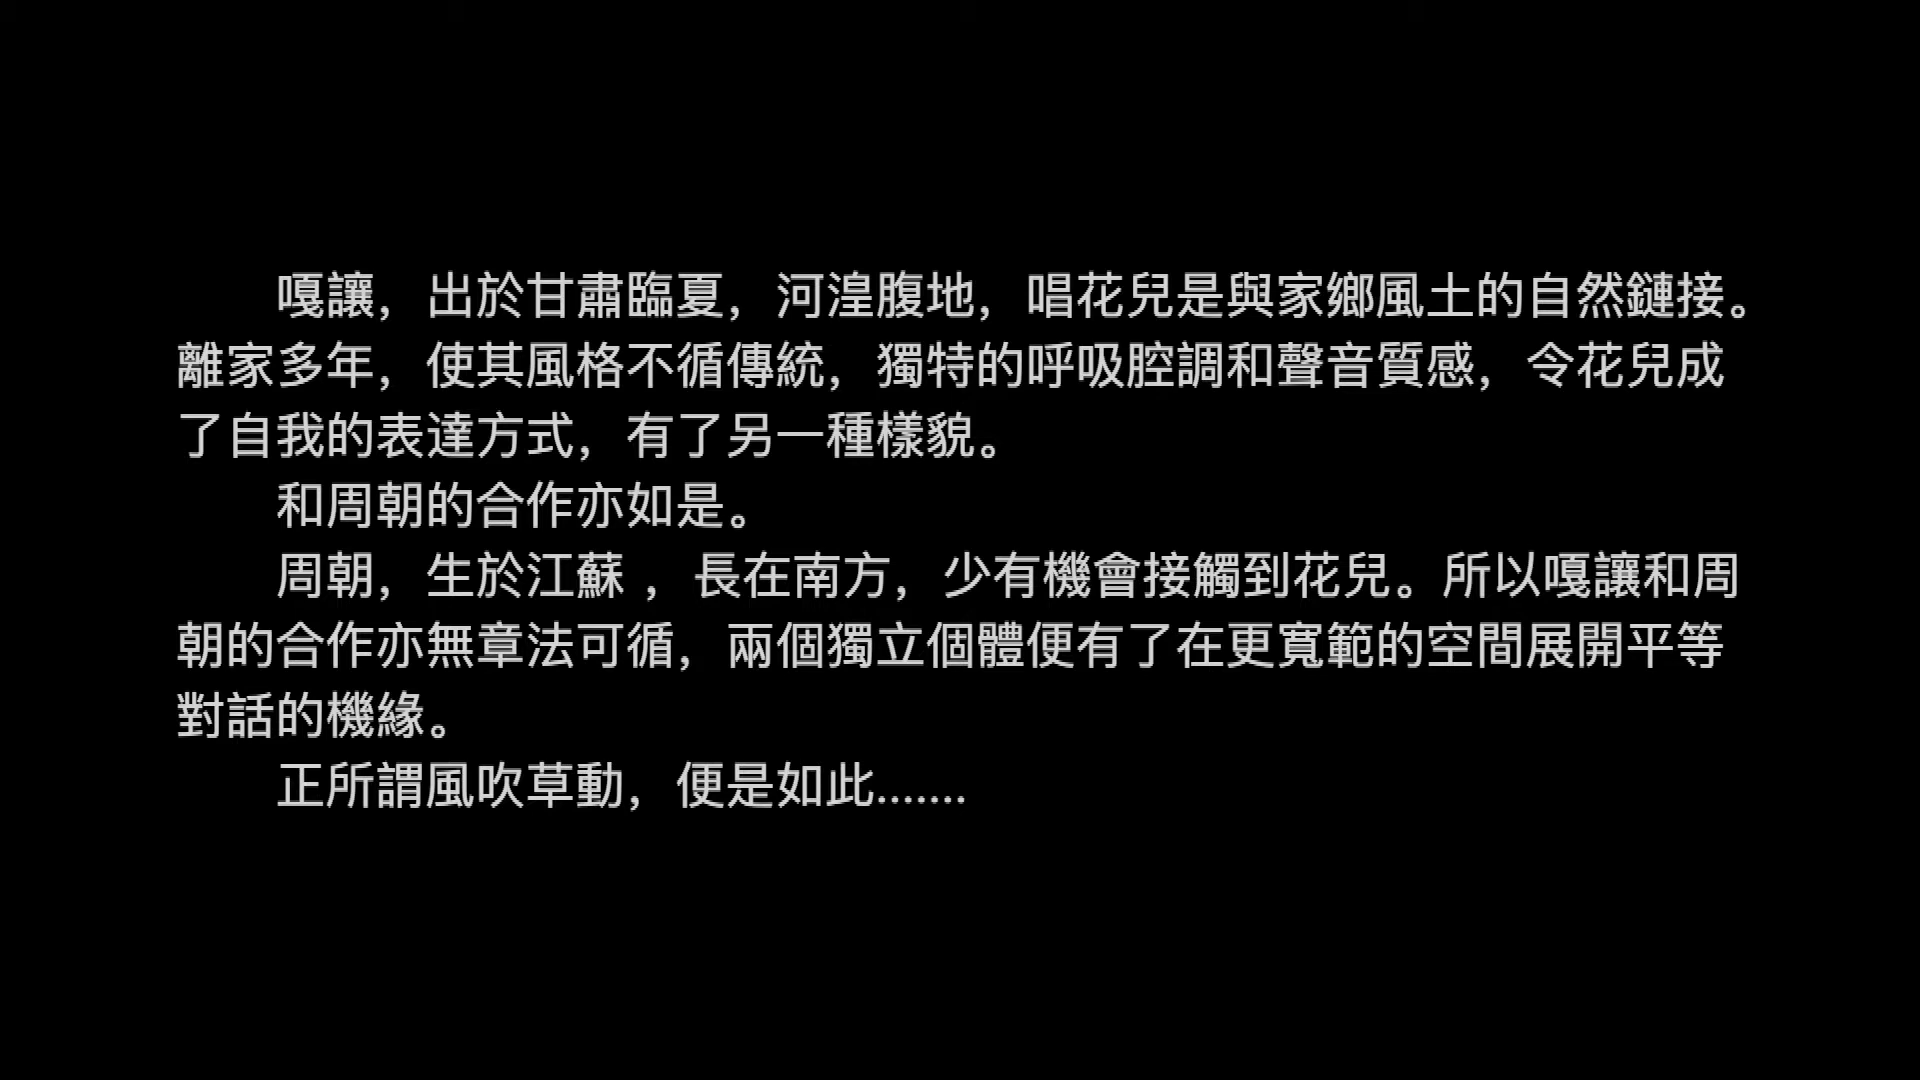 嘎讓，出於甘肅臨夏，河湟腹地，唱花兒是與家鄉風土的自然鏈接。
離家多年，使其風格不循傳統，獨特的呼吸腔調和聲音質感，令花兒成
了自我的表達方式，有了另一種樣貌。
和周朝的合作亦如是。
周朝，生於江蘇 ，長在南方，少有機會接觸到花兒。所以嘎讓和周
朝的合作亦無章法可循，兩個獨立個體便有了在更寬範的空間展開平等
對話的機緣。
正所謂風吹草動，便是如此.......